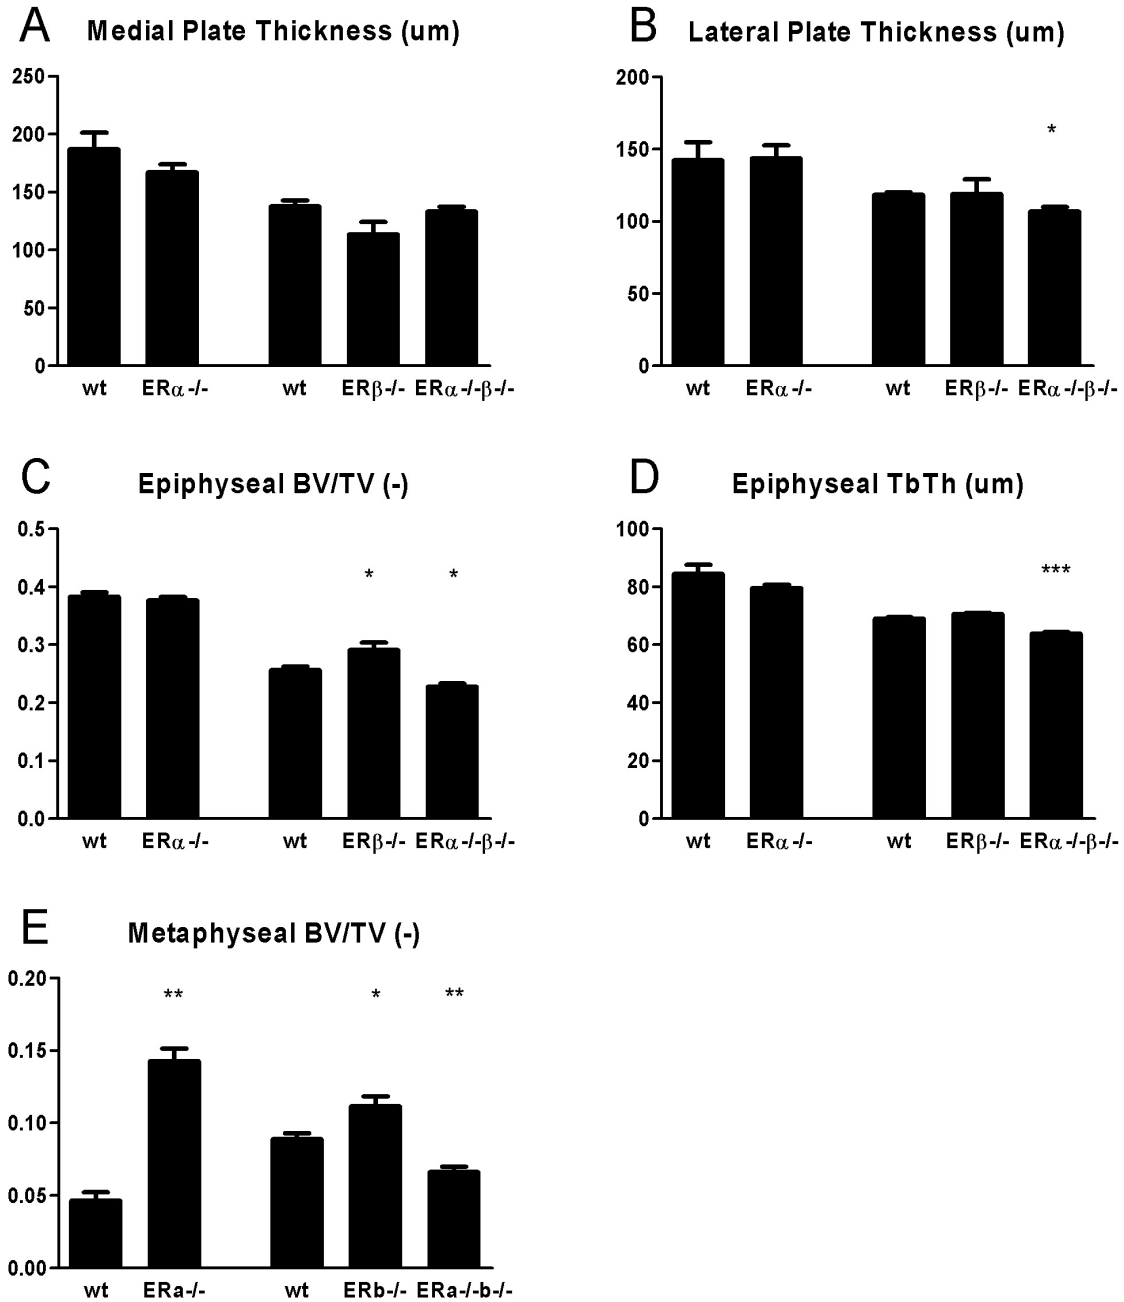 A Medial Plate Thickness (um)
250
200
150
100
50
0
wt ERα-/- wt ERβ-/- ERα-/-β-/-
B Lateral Plate Thickness (um)
200
150
100
50
0
*
wt ERα-/- wt ERβ-/- ERα-/-β-/-
C Epiphyseal BV/TV (-)
0.5
0.4
0.3
0.2
0.1
0.0
* *
wt ERα-/- wt ERβ-/- ERα-/-β-/-
D Epiphyseal TbTh (um)
100
80
60
40
20
0
***
wt ERα-/- wt ERβ-/- ERα-/-β-/-
E Metaphyseal BV/TV (-)
0.20
0.15
0.10
0.05
0.00
** * **
wt ERa-/- wt ERb-/- ERa-/-b-/-